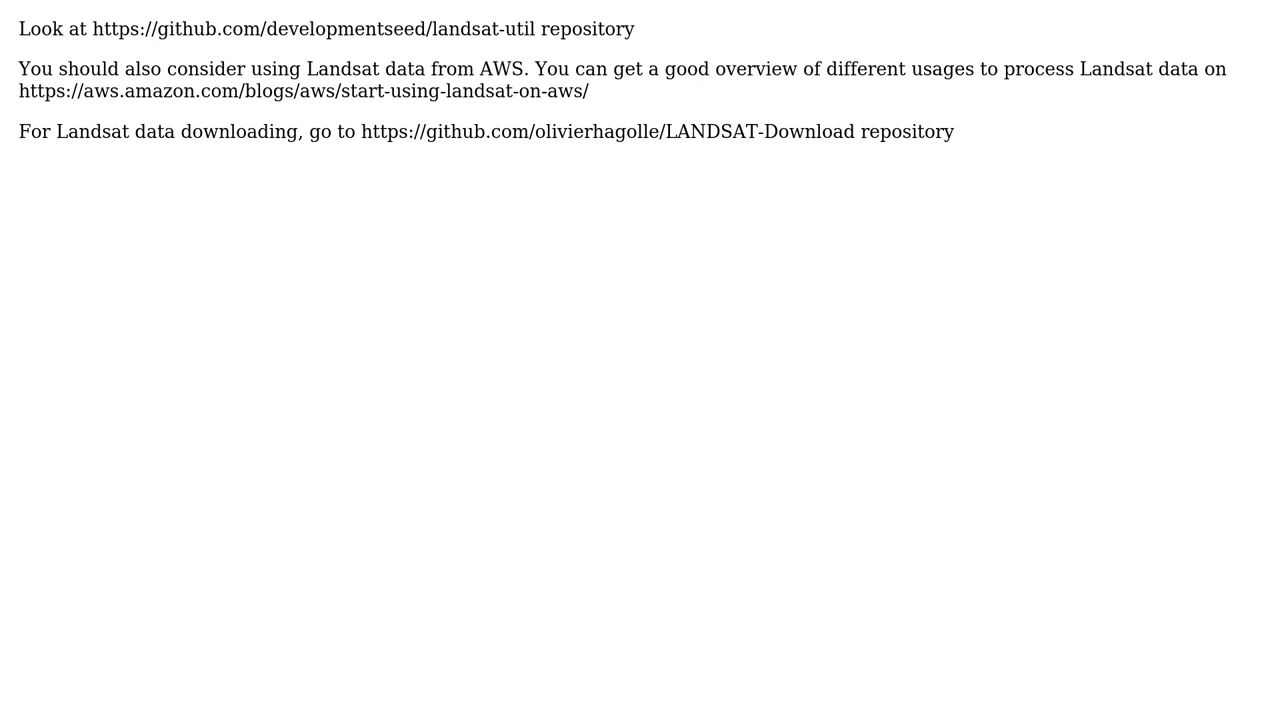 Look at https://github.com/developmentseed/landsat-util repository
You should also consider using Landsat data from AWS. You can get a good overview of different usages to process Landsat data on
https://aws.amazon.com/blogs/aws/start-using-landsat-on-aws/
For Landsat data downloading, go to https://github.com/olivierhagolle/LANDSAT-Download repository